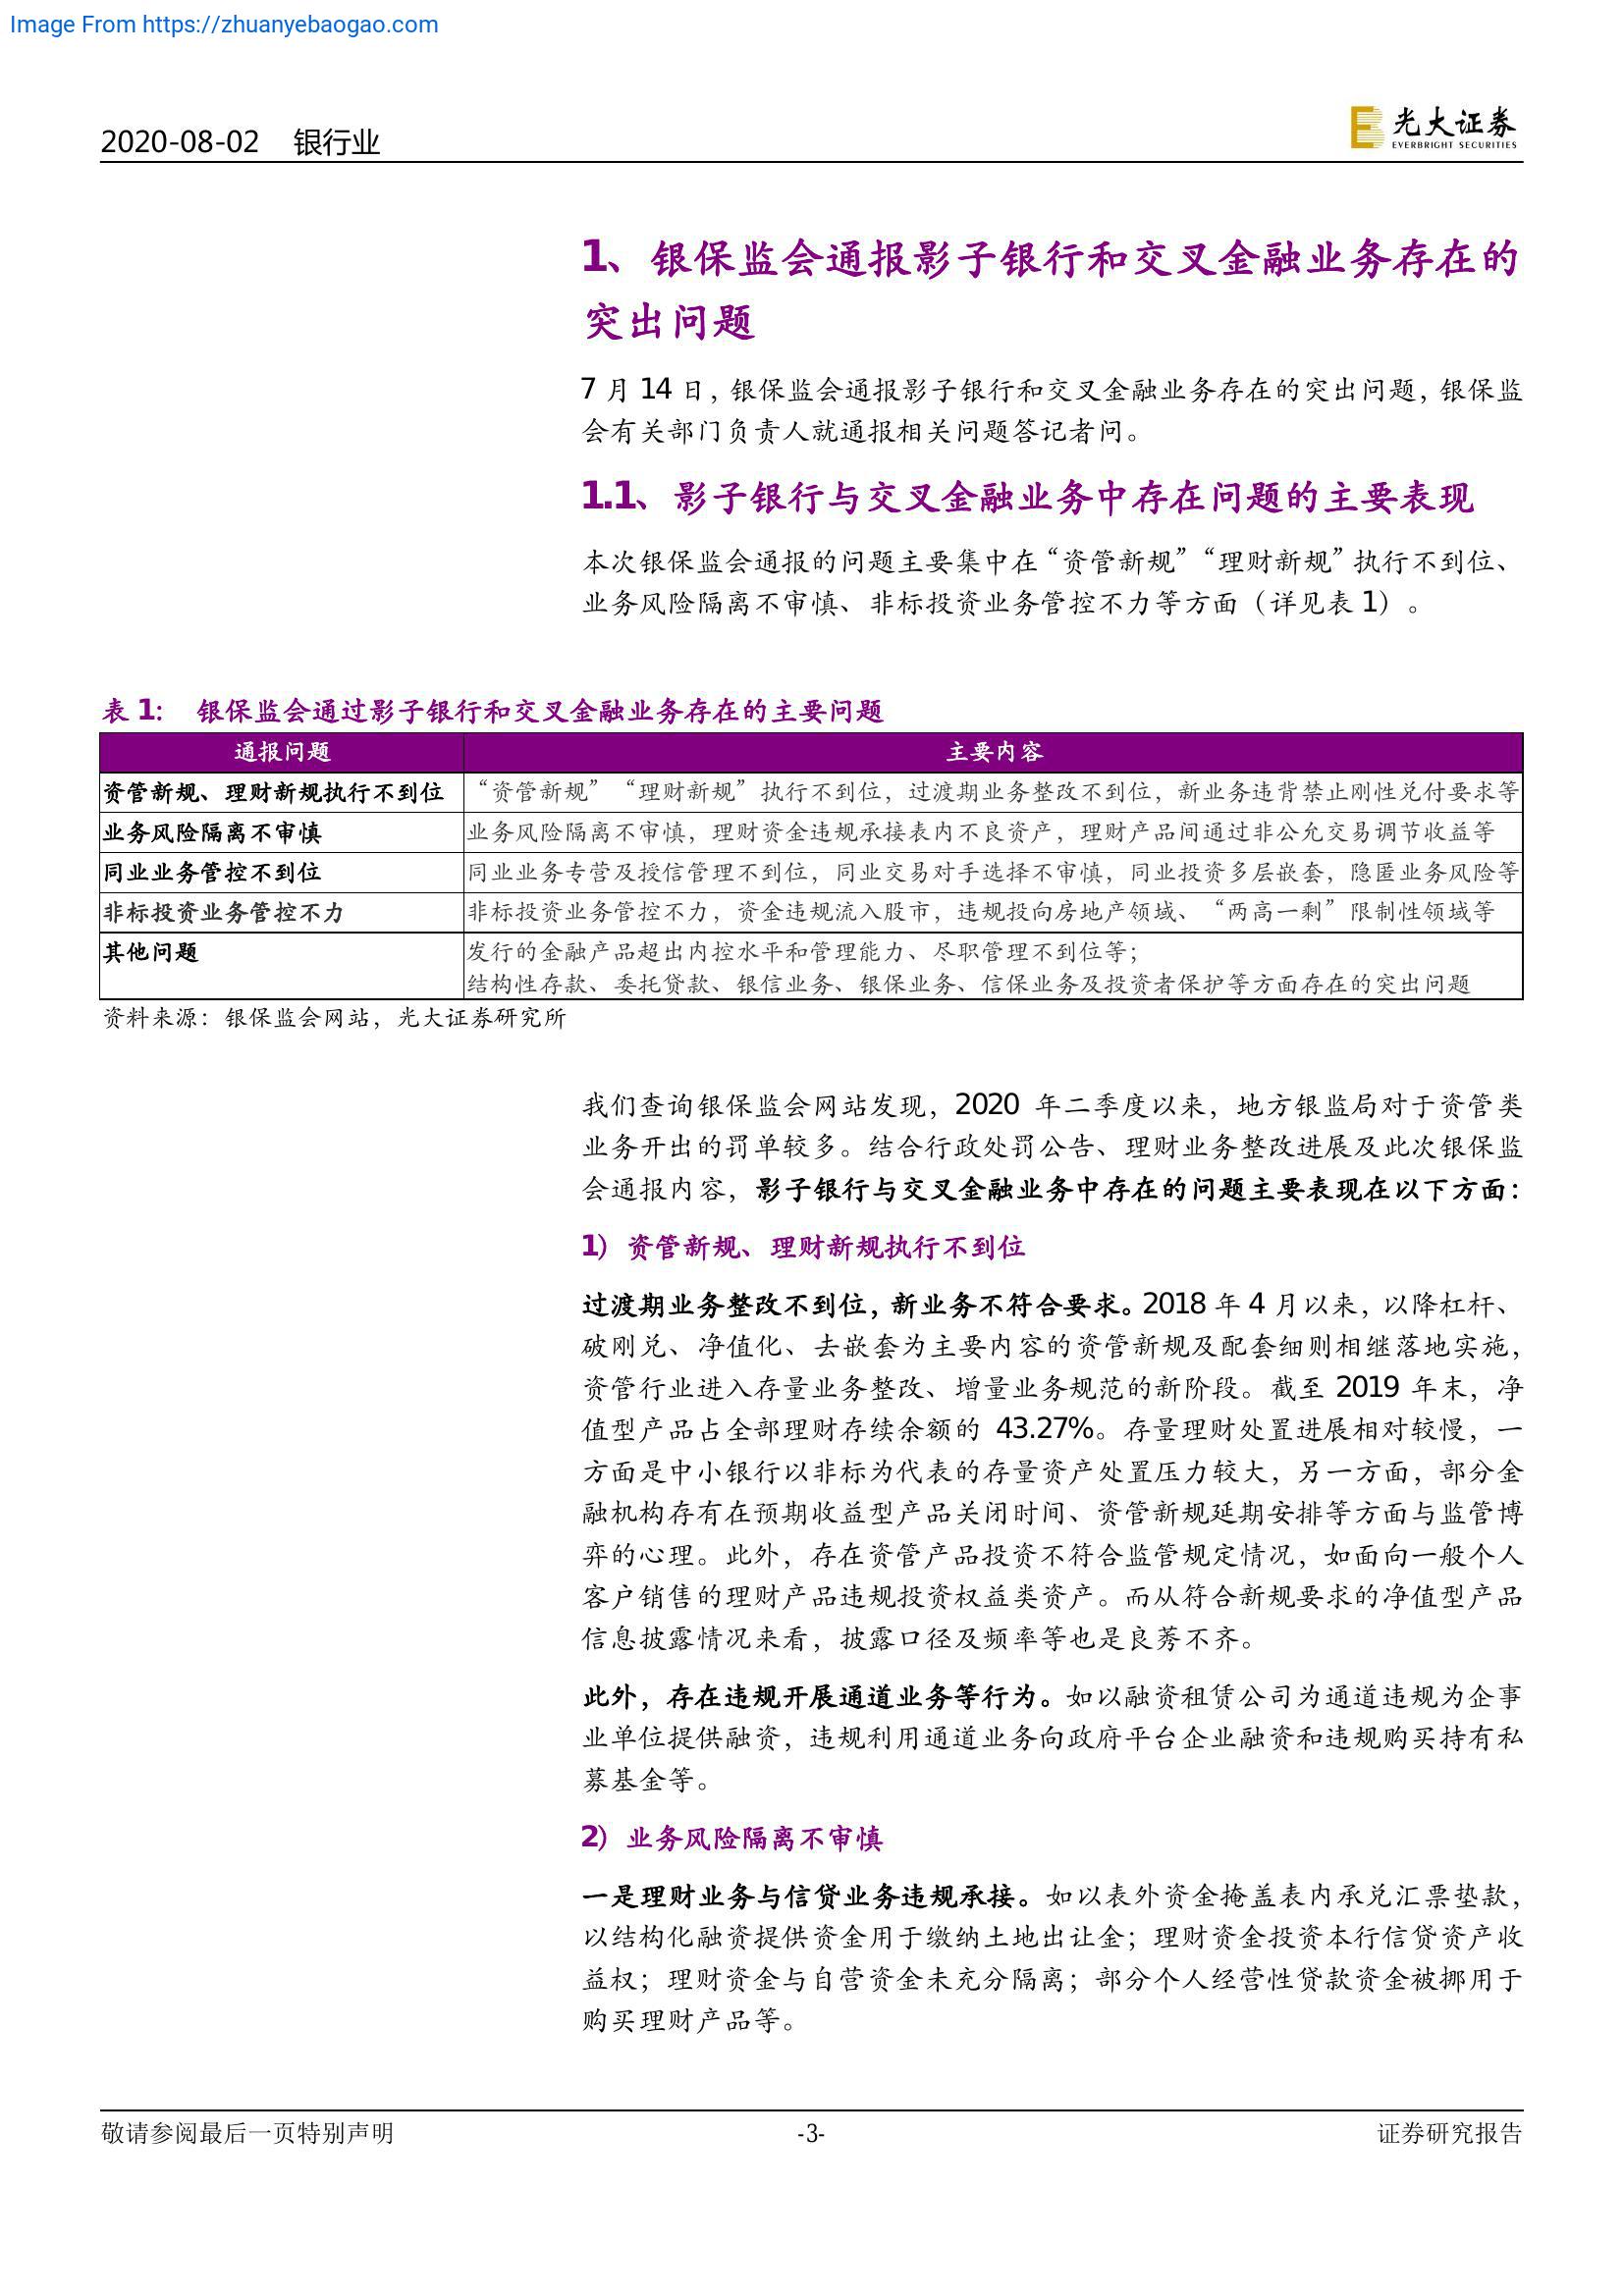 Image From https://zhuanyebaogao.com
2020-08-02 银行业
光大证券
EVERBRIGHT SECURITIES
1、银保监会通报影子银行和交叉金融业务存在的
突出问题
7 月 14 日，银保监会通报影子银行和交叉金融业务存在的突出问题，银保监
会有关部门负责人就通报相关问题答记者问。
1.1、影子银行与交叉金融业务中存在问题的主要表现
本次银保监会通报的问题主要集中在“资管新规”“理财新规”执行不到位、
业务风险隔离不审慎、非标投资业务管控不力等方面（详见表 1）。
表 1： 银保监会通过影子银行和交叉金融业务存在的主要问题
通报问题 主要内容
资管新规、理财新规执行不到位 “资管新规”“理财新规”执行不到位，过渡期业务整改不到位，新业务违背禁止刚性兑付要求等
业务风险隔离不审慎 业务风险隔离不审慎，理财资金违规承接表内不良资产，理财产品间通过非公允交易调节收益等
同业业务管控不到位 同业业务专营及授信管理不到位，同业交易对手选择不审慎，同业投资多层嵌套，隐匿业务风险等
非标投资业务管控不力 非标投资业务管控不力，资金违规流入股市，违规投向房地产领域、“两高一剩”限制性领域等
其他问题 发行的金融产品超出内控水平和管理能力、尽职管理不到位等；
结构性存款、委托贷款、银信业务、银保业务、信保业务及投资者保护等方面存在的突出问题
资料来源：银保监会网站，光大证券研究所
我们查询银保监会网站发现，2020 年二季度以来，地方银监局对于资管类
业务开出的罚单较多。结合行政处罚公告、理财业务整改进展及此次银保监
会通报内容，影子银行与交叉金融业务中存在的问题主要表现在以下方面：
1）资管新规、理财新规执行不到位
过渡期业务整改不到位，新业务不符合要求。2018 年 4 月以来，以降杠杆、
破刚兑、净值化、去嵌套为主要内容的资管新规及配套细则相继落地实施，
资管行业进入存量业务整改、增量业务规范的新阶段。截至 2019 年末，净
值型产品占全部理财存续余额的 43.27%。存量理财处置进展相对较慢，一
方面是中小银行以非标为代表的存量资产处置压力较大，另一方面，部分金
融机构存有在预期收益型产品关闭时间、资管新规延期安排等方面与监管博
弈的心理。此外，存在资管产品投资不符合监管规定情况，如面向一般个人
客户销售的理财产品违规投资权益类资产。而从符合新规要求的净值型产品
信息披露情况来看，披露口径及频率等也是良莠不齐。
此外，存在违规开展通道业务等行为。如以融资租赁公司为通道违规为企事
业单位提供融资，违规利用通道业务向政府平台企业融资和违规购买持有私
募基金等。
2）业务风险隔离不审慎
一是理财业务与信贷业务违规承接。如以表外资金掩盖表内承兑汇票垫款，
以结构化融资提供资金用于缴纳土地出让金；理财资金投资本行信贷资产收
益权；理财资金与自营资金未充分隔离；部分个人经营性贷款资金被挪用于
购买理财产品等。
敬请参阅最后一页特别声明 -3- 证券研究报告